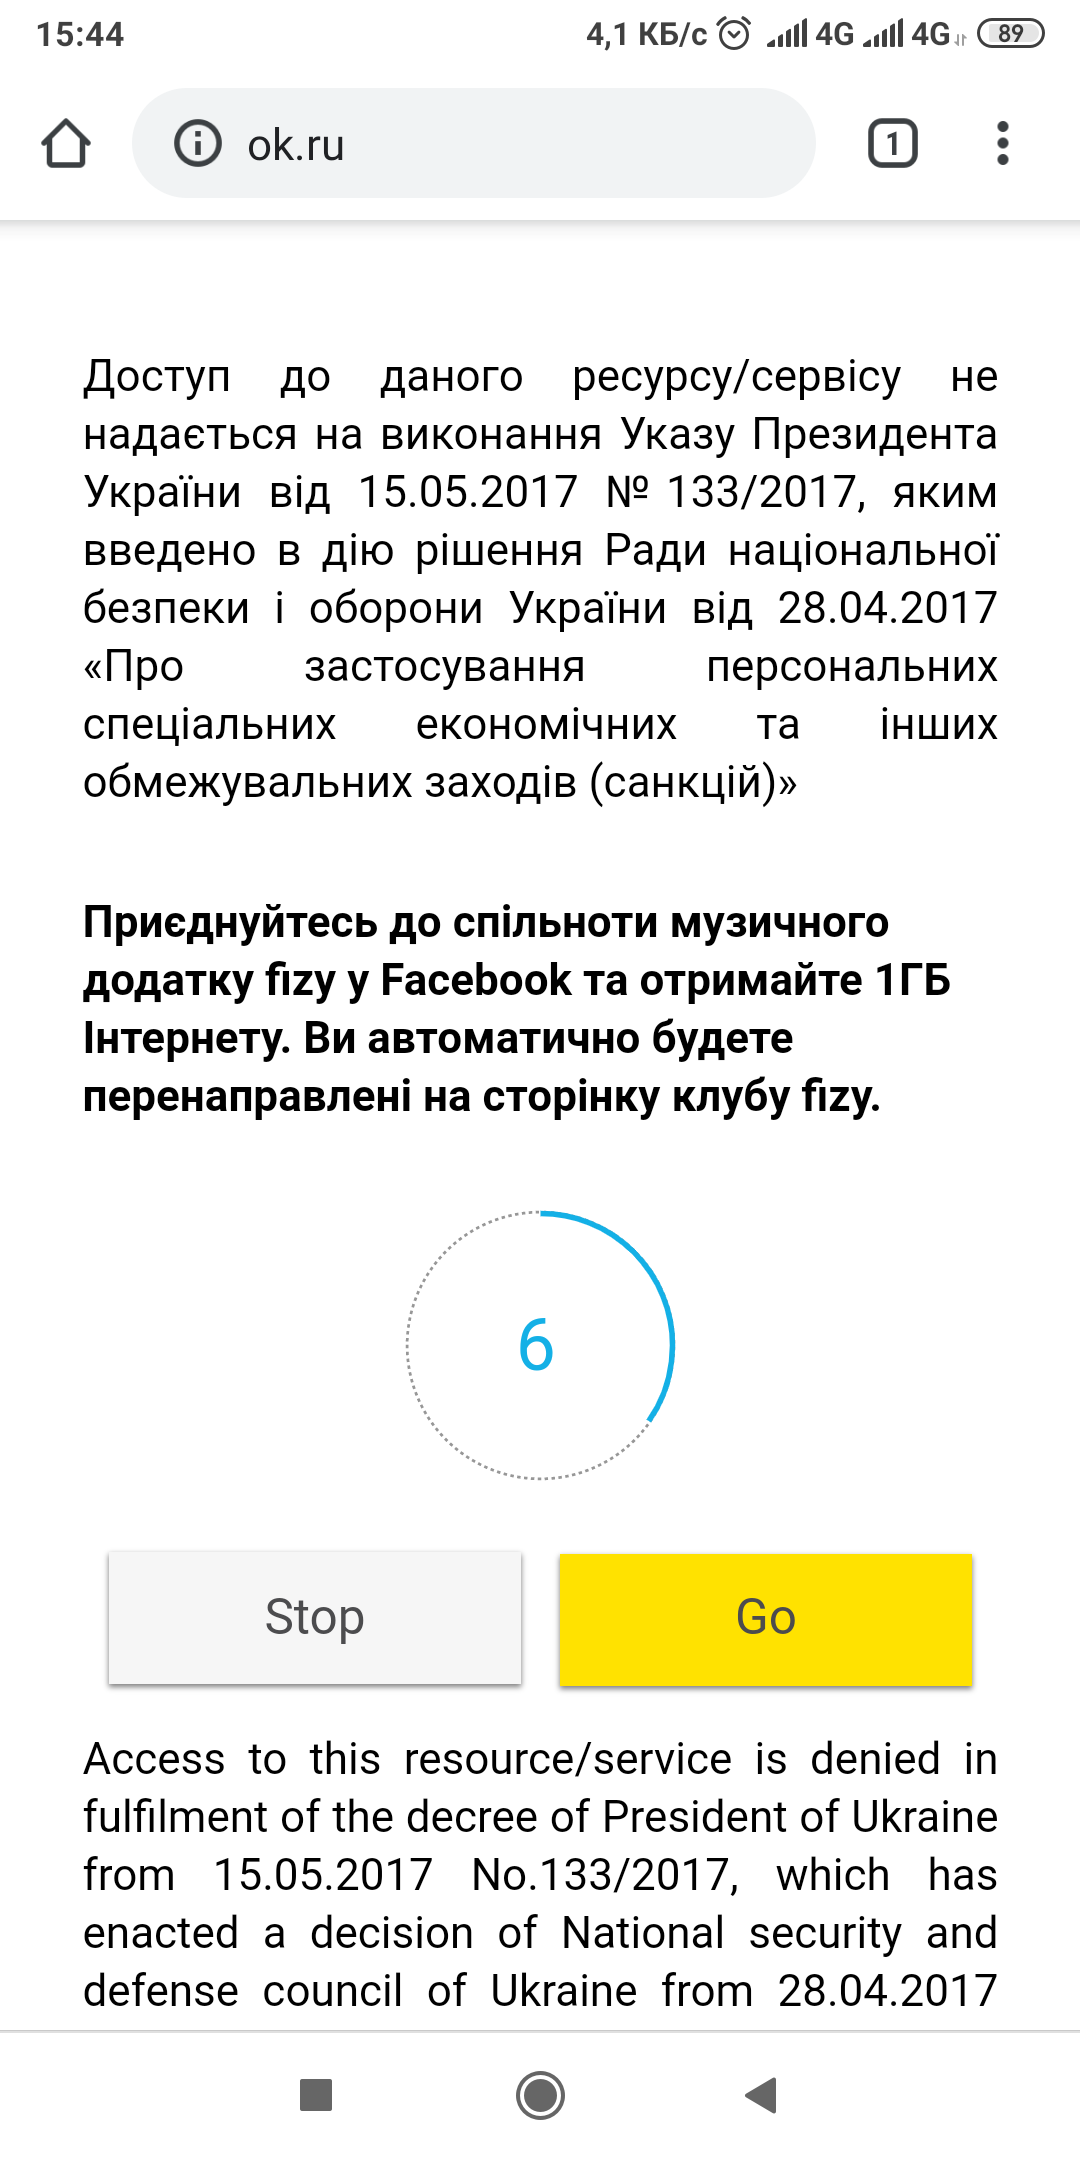 15:44
4,1 КБ/с 4G 4G 89
ok.ru
1
Доступ до даного ресурсу/сервісу не
надається на виконання Указу Президента
України від 15.05.2017 № 133/2017, яким
введено в дію рішення Ради національної
безпеки і оборони України від 28.04.2017
«Про застосування персональних
спеціальних економічних та інших
обмежувальних заходів (санкцій)»
Приєднуйтесь до спільноти музичного
додатку fizy у Facebook та отримайте 1ГБ
Інтернету. Ви автоматично будете
перенаправлені на сторінку клубу fizy.
6
Stop Go
Access to this resource/service is denied in
fulfilment of the decree of President of Ukraine
from 15.05.2017 No.133/2017, which has
enacted a decision of National security and
defense council of Ukraine from 28.04.2017